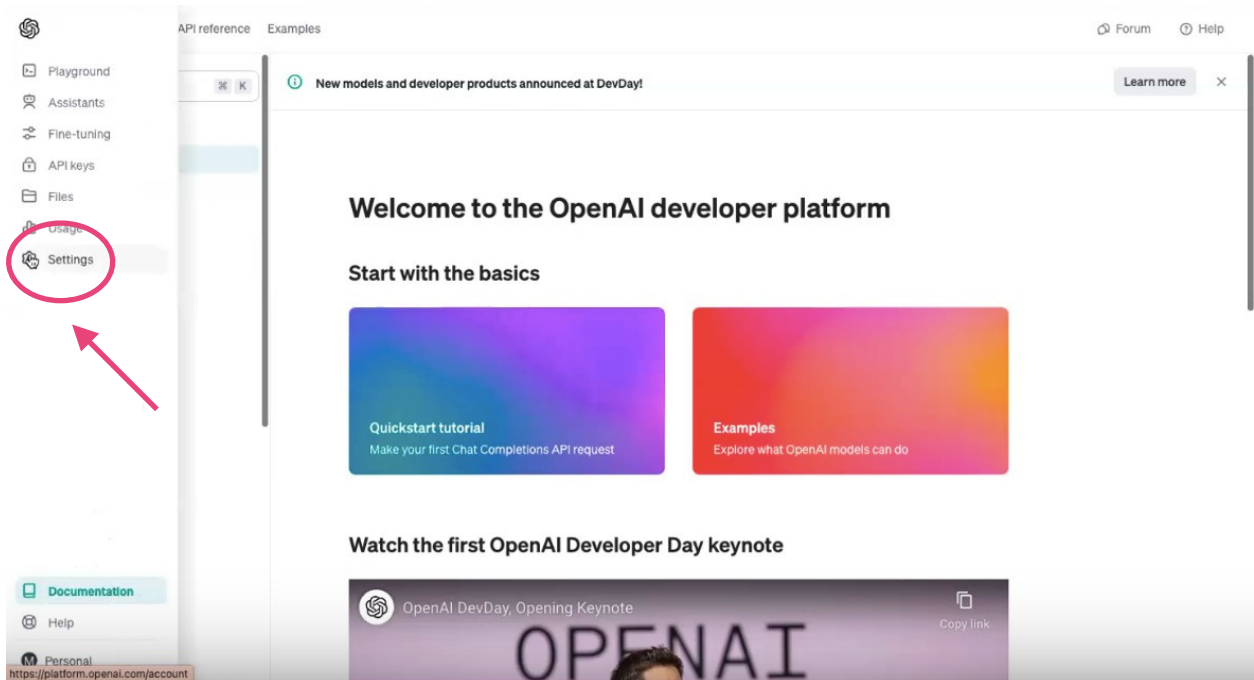 API reference Examples Forum Help
Playground
Assistants
Fine-tuning
API keys
Files
Usage
Settings
Documentation
Help
M Personal
https://platform.openai.com/account
⌘ K
New models and developer products announced at DevDay! Learn more
Welcome to the OpenAI developer platform
Start with the basics
Quickstart tutorial
Make your first Chat Completions API request
Examples
Explore what OpenAI models can do
Watch the first OpenAI Developer Day keynote
OpenAI DevDay, Opening Keynote
Copy link
OPENAI